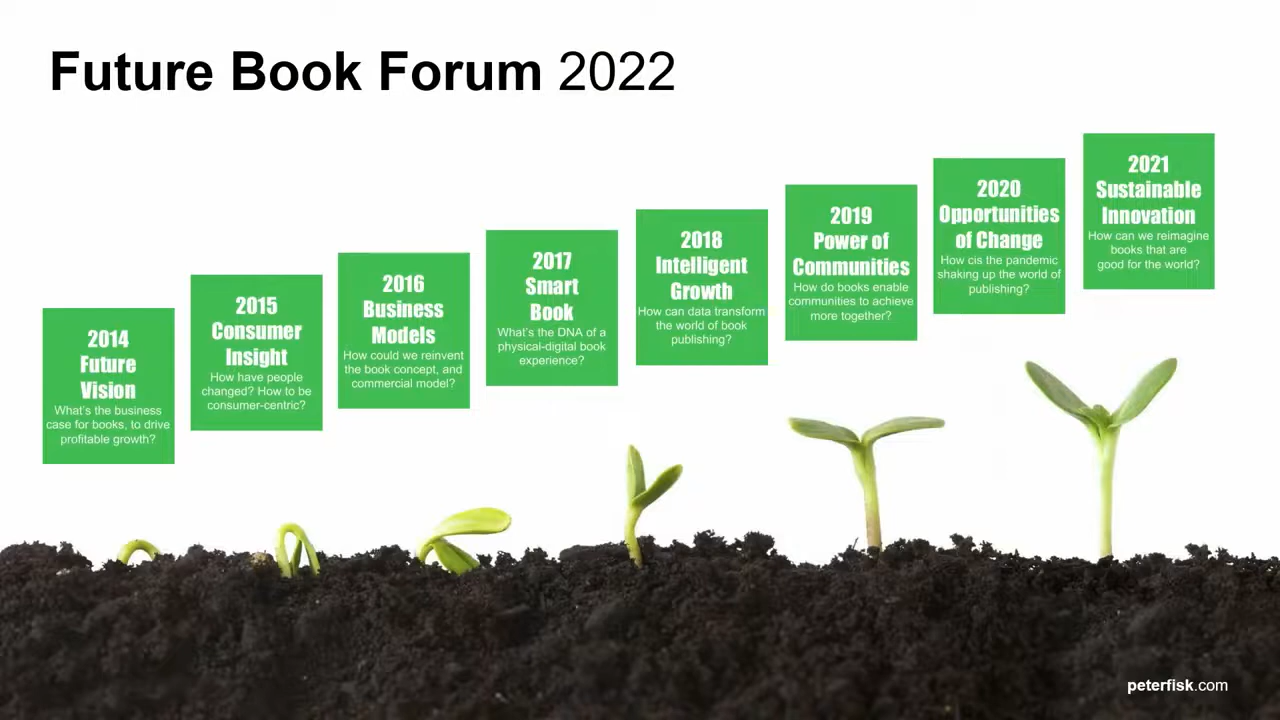 Future Book Forum 2022
2014
Future
Vision
What's the business
case for books, to drive
profitable growth?
2015
Consumer
Insight
How have people
changed? How to be
consumer-centric?
2016
Business
Models
How could we reinvent
the book concept, and
commercial model?
2017
Smart
Book
What's the DNA of a
physical-digital book
experience?
2018
Intelligent
Growth
How can data transform
the world of book
publishing?
2019
Power of
Communities
How do books enable
communities to achieve
more together?
2020
Opportunities
of Change
How cis the pandemic
shaking up the world of
publishing?
2021
Sustainable
Innovation
How can we reimagine
books that are
good for the world?
peterfisk.com